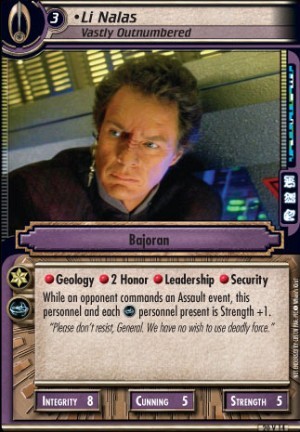 3
•Li Nalas
Vastly Outnumbered
Bajoran
Geology 2 Honor Leadership Security
While an opponent commands an Assault event, this
personnel and each personnel present is Strength +1.
"Please don't resist, General. We have no wish to use deadly force."
Integrity 8 Cunning 5 Strength 5